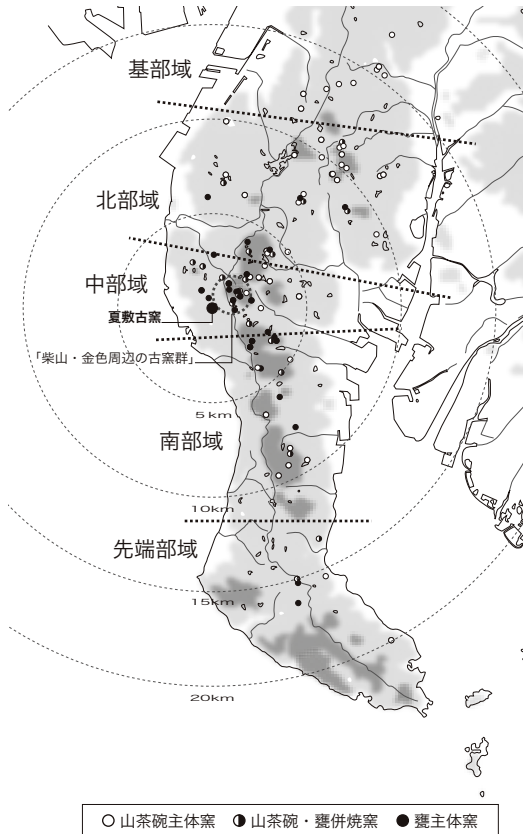 基部域
北部域
中部域
夏敷古窯
「柴山・金色周辺の古窯群」
5km
南部域
10km
先端部域
15km
20km
山茶碗主体窯 山茶碗・甕併焼窯 甕主体窯